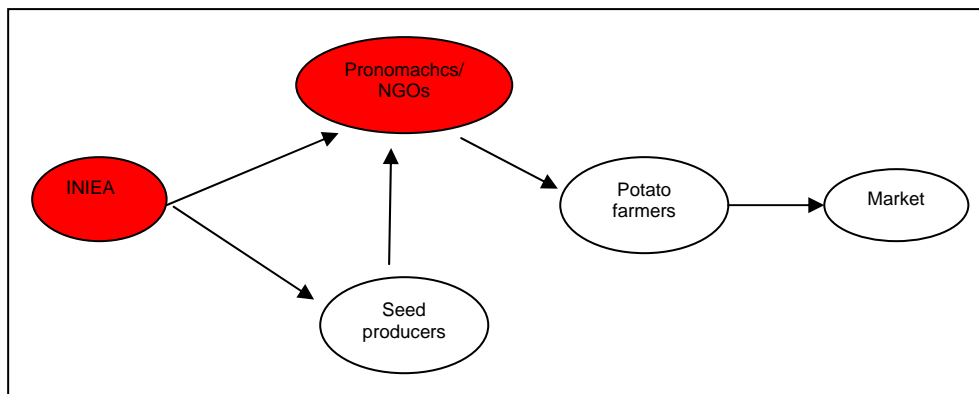 Pronomachcs/
NGOs
INIEA
Potato
farmers
Market
Seed
producers